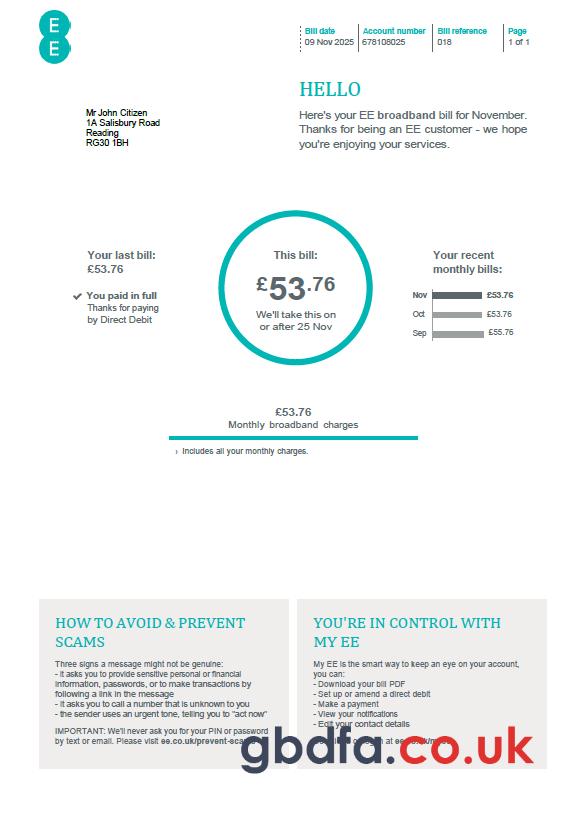 E
E
Bill date
09 Nov 2025
Account number
678108025
Bill reference
018
Page
1 of 1
HELLO
Here's your EE broadband bill for November.
Thanks for being an EE customer - we hope
you're enjoying your services.
Mr John Citizen
1A Salisbury Road
Reading
RG30 1BH
Your last bill:
£53.76
You paid in full
Thanks for paying
by Direct Debit
This bill:
£53.76
We'll take this on
or after 25 Nov
Your recent
monthly bills:
Nov £53.76
Oct £53.76
Sep £55.76
£53.76
Monthly broadband charges
› Includes all your monthly charges.
HOW TO AVOID & PREVENT
SCAMS
Three signs a message might not be genuine:
- it asks you to provide sensitive personal or financial
information, passwords, or to make transactions by
following a link in the message
- it asks you to call a number that is unknown to you
- the sender uses an urgent tone, telling you to "act now"
IMPORTANT: We'll never ask you for your PIN or password
by text or email. Please visit ee.co.uk/prevent-scams
YOU'RE IN CONTROL WITH
MY EE
My EE is the smart way to keep an eye on your account,
you can:
- Download your bill PDF
- Set up or amend a direct debit
- Make a payment
- View your notifications
- Edit your contact details
gbdfa.co.uk